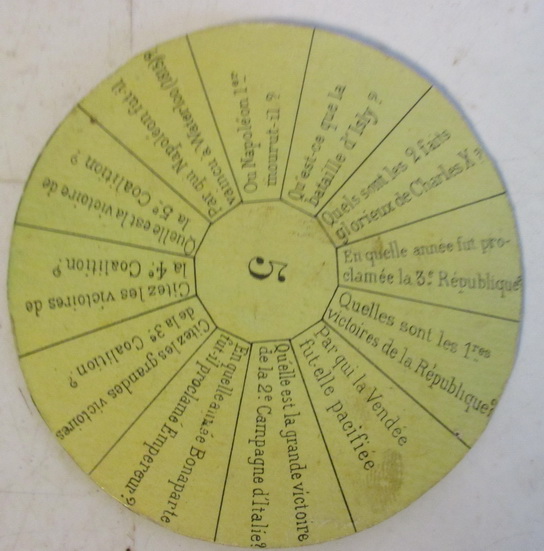 5
En quelle année fut pro-
clamée la 3.e République?
Quelles sont les 1res
victoires de la République?
Par qui la Vendée
fut-elle pacifiée
Quelle est la grande victoire
de la 2.e Campagne d'Italie?
En quelle année Bonaparte
fut-il proclamé Empereur?
Citez les grandes victoires
de la 3.e Coalition?
Citez les victoires de
la 4.e Coalition?
Quelle est la victoire de
la 5.e Coalition?
Par qui Napoléon fut-il
vaincu à Waterloo (1815)?
Ou Napoléon 1er
mourut-il?
Qu'est-ce que la
bataille d'Isly?
Quels sont les 2 faits
glorieux de Charles X?